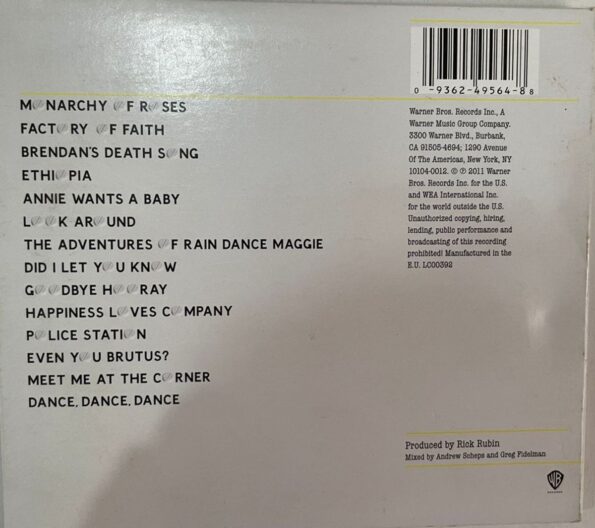 MONARCHY OF ROSES
FACTORY OF FAITH
BRENDAN'S DEATH SONG
ETHIOPIA
ANNIE WANTS A BABY
LOOK AROUND
THE ADVENTURES OF RAIN DANCE MAGGIE
DID I LET YOU KNOW
GOODBYE HOORAY
HAPPINESS LOVES COMPANY
POLICE STATION
EVEN YOU BRUTUS?
MEET ME AT THE CORNER
DANCE, DANCE, DANCE
0 -9362-49564-8 8
Warner Bros. Records Inc., A
Warner Music Group Company.
3300 Warner Blvd., Burbank,
CA 91505-4694; 1290 Avenue
Of The Americas, New York, NY
10104-0012. © ℗ 2011 Warner
Bros. Records Inc. for the U.S.
and WEA International Inc.
for the world outside the U.S.
Unauthorized copying, hiring,
lending, public performance and
broadcasting of this recording
prohibited! Manufactured in the
E.U. LC00392
Produced by Rick Rubin
Mixed by Andrew Scheps and Greg Fidelman
WB
RECORDS